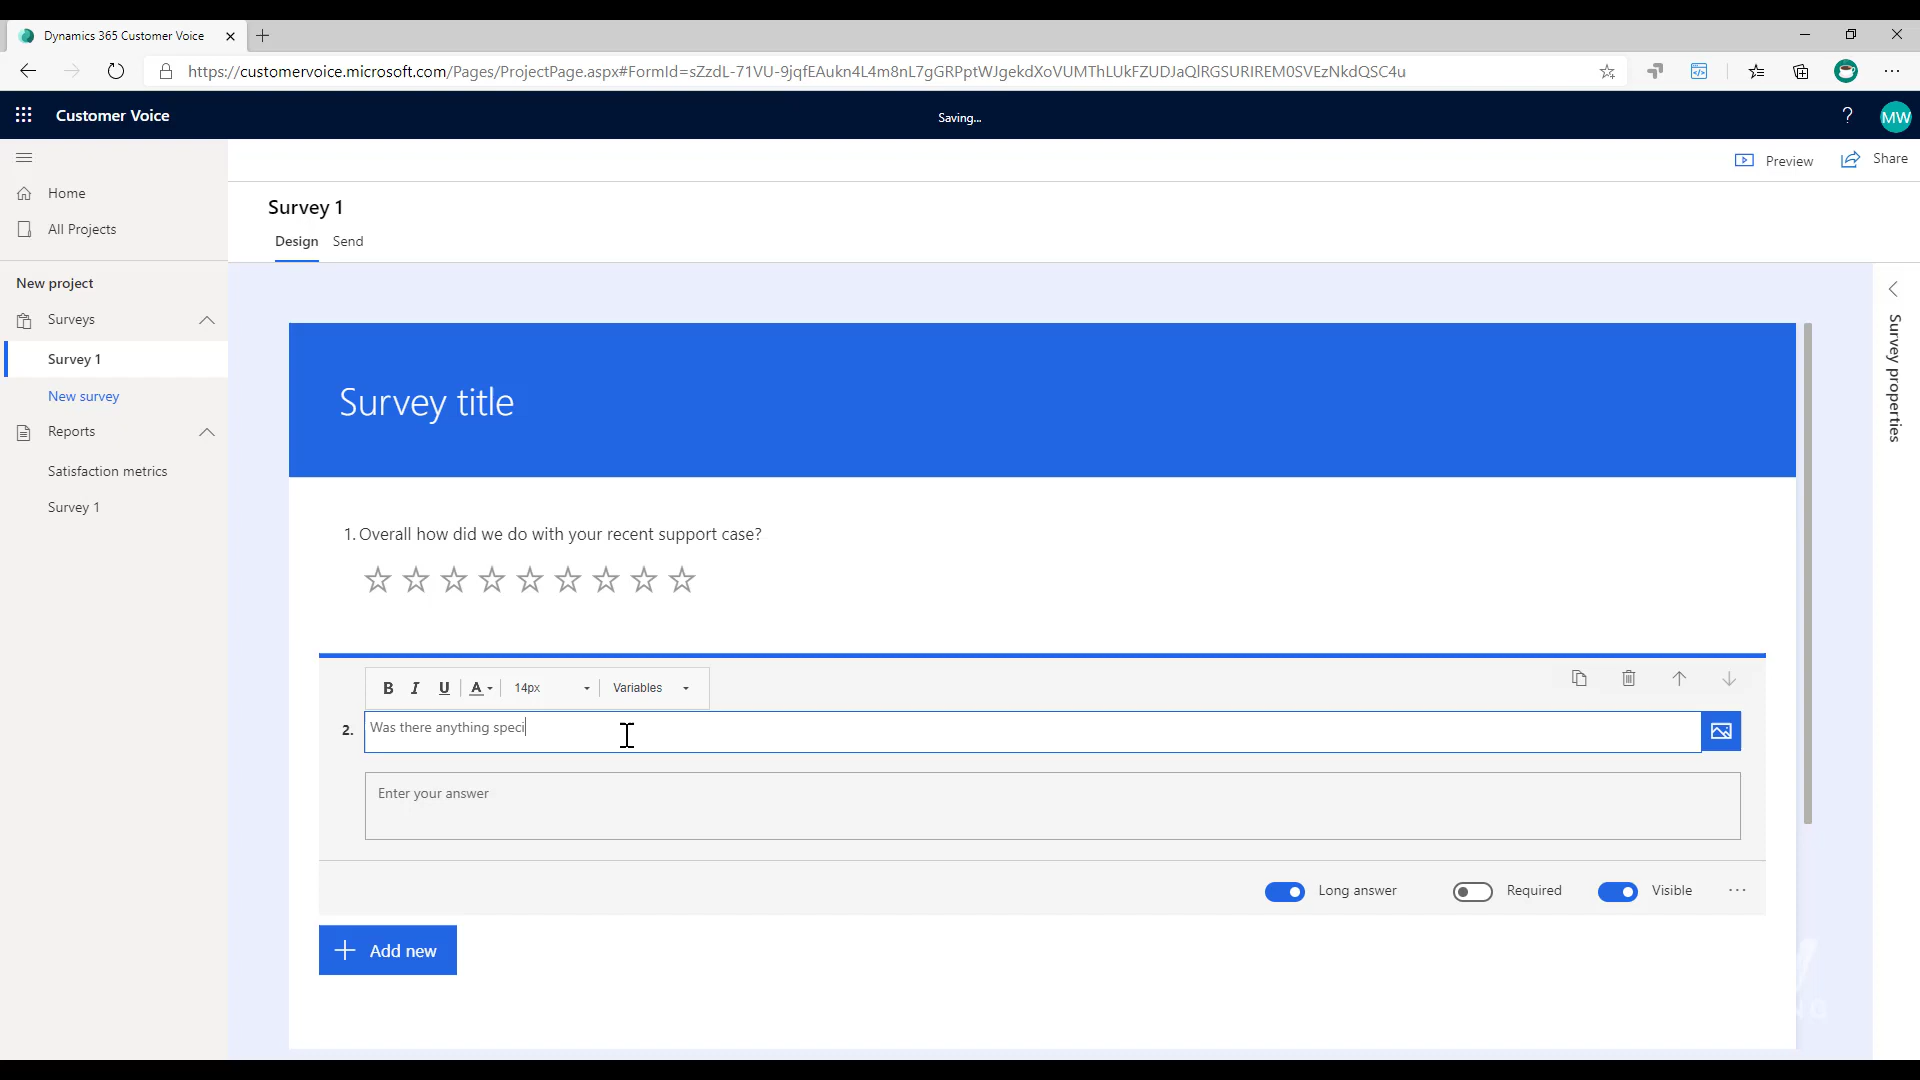 Dynamics 365 Customer Voice
https://customervoice.microsoft.com/Pages/ProjectPage.aspx#FormId=sZzdL-71VU-9jqfEAukn4L4m8nL7gGRPptWJgekdXoVUMThLUkFZUDJaQlRGSURIREM0SVEzNkdQSC4u
Customer Voice
Saving...
?
MW
Preview
Share
Home
All Projects
New project
Surveys
Survey 1
New survey
Reports
Satisfaction metrics
Survey 1
Survey 1
Design
Send
Survey properties
Survey title
1. Overall how did we do with your recent support case?
B I U A 14px Variables
2. Was there anything speci
Enter your answer
Long answer
Required
Visible
...
+ Add new